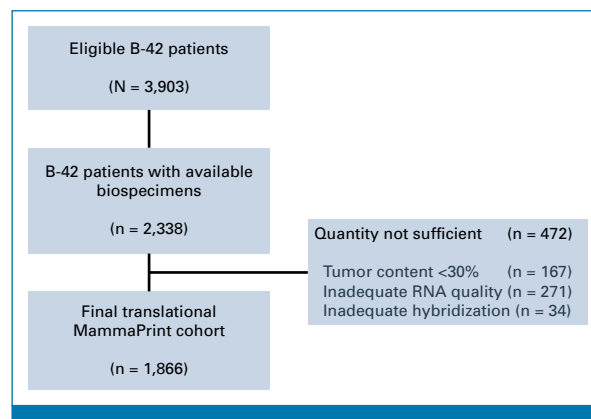 Eligible B-42 patients
(N = 3,903)
B-42 patients with available
biospecimens
(n = 2,338)
Quantity not sufficient (n = 472)
Tumor content <30% (n = 167)
Inadequate RNA quality (n = 271)
Inadequate hybridization (n = 34)
Final translational
MammaPrint cohort
(n = 1,866)